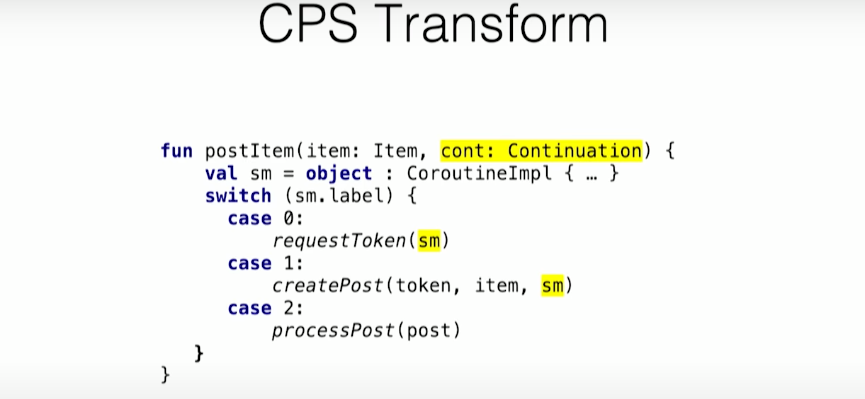 CPS Transform
fun postItem(item: Item, cont: Continuation) {
    val sm = object : CoroutineImpl { … }
    switch (sm.label) {
      case 0:
          requestToken(sm)
      case 1:
          createPost(token, item, sm)
      case 2:
          processPost(post)
   }
}